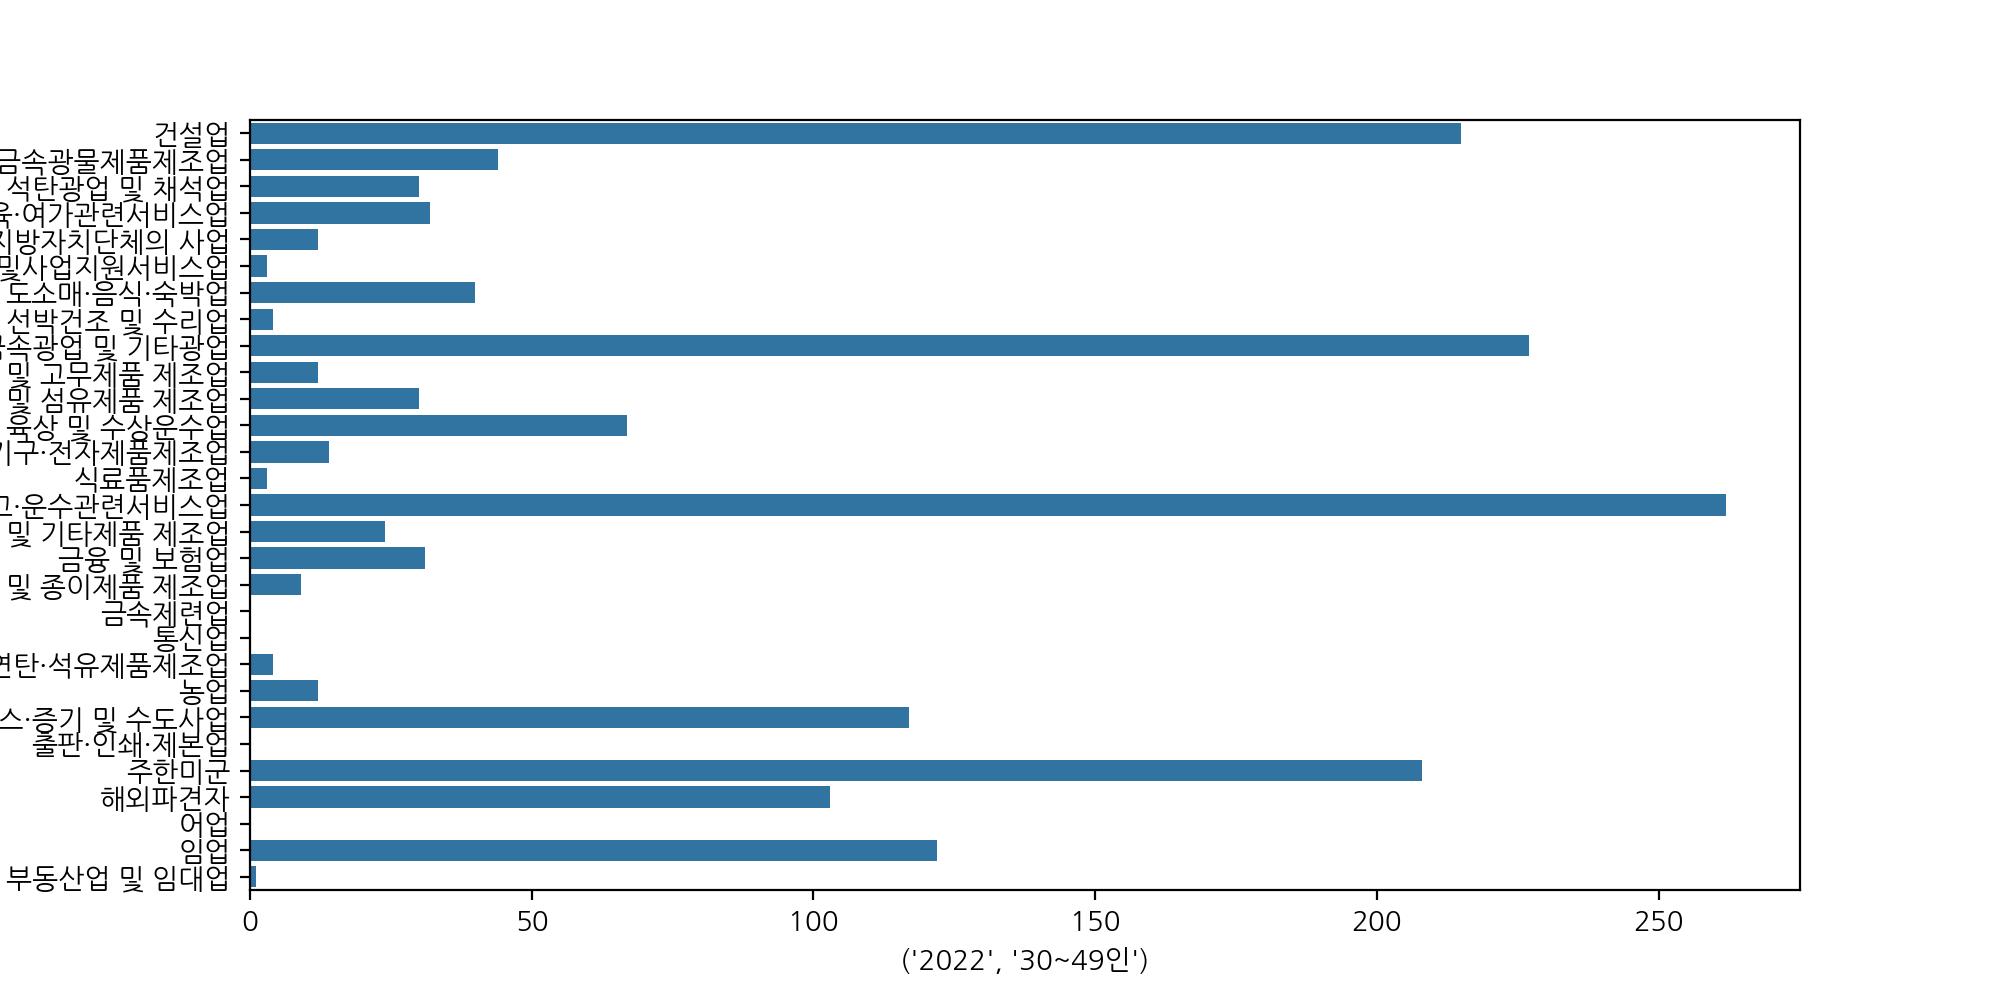 건설업
금속광물제품제조업
석탄광업 및 채석업
·여가관련서비스업
지방자치단체의 사업
및사업지원서비스업
도소매·음식·숙박업
선박건조 및 수리업
금속광업 및 기타광업
및 고무제품 제조업
및 섬유제품 제조업
육상 및 수상운수업
기구·전자제품제조업
식료품제조업
고·운수관련서비스업
및 기타제품 제조업
금융 및 보험업
및 종이제품 제조업
금속제련업
통신업
연탄·석유제품제조업
농업
스·증기 및 수도사업
출판·인쇄·제본업
주한미군
해외파견자
어업
임업
부동산업 및 임대업
0 50 100 150 200 250
('2022', '30~49인')